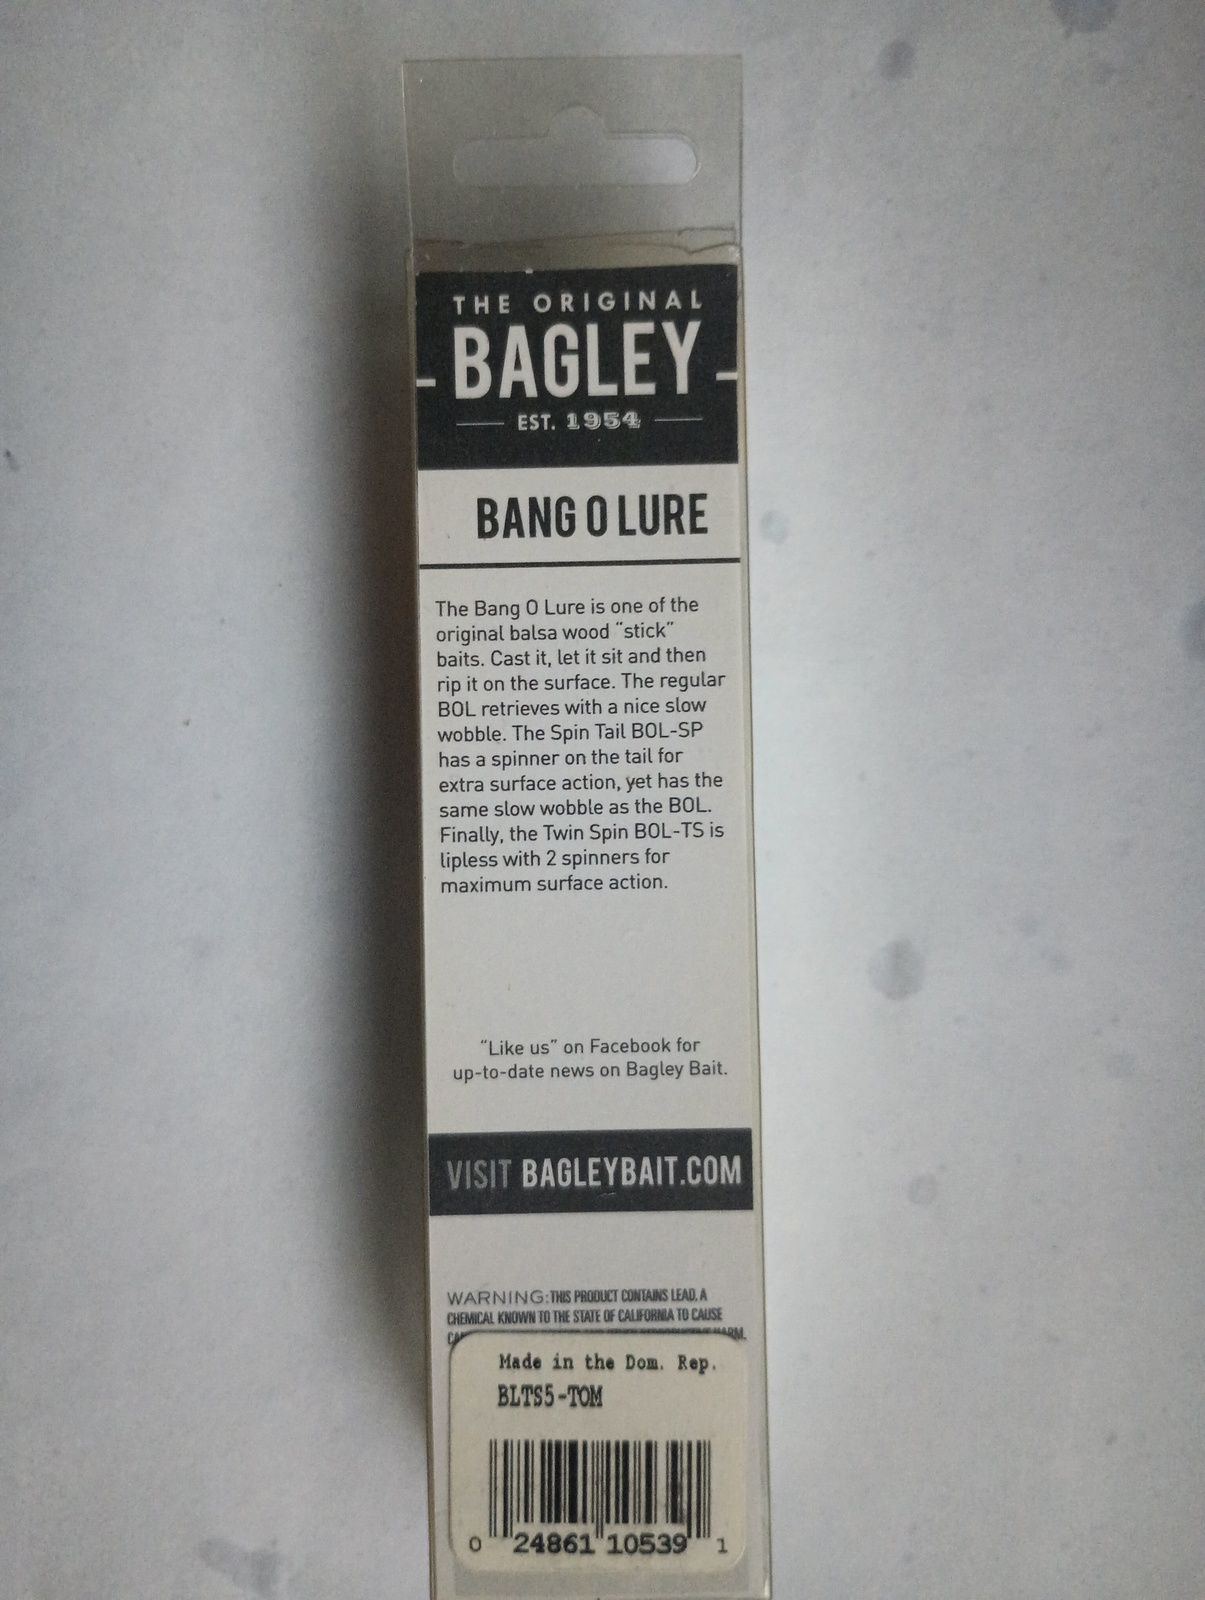 THE ORIGINAL
BAGLEY
EST. 1954
BANG O LURE
The Bang O Lure is one of the
original balsa wood “stick”
baits. Cast it, let it sit and then
rip it on the surface. The regular
BOL retrieves with a nice slow
wobble. The Spin Tail BOL-SP
has a spinner on the tail for
extra surface action, yet has the
same slow wobble as the BOL.
Finally, the Twin Spin BOL-TS is
lipless with 2 spinners for
maximum surface action.
“Like us” on Facebook for
up-to-date news on Bagley Bait.
VISIT BAGLEYBAIT.COM
WARNING: THIS PRODUCT CONTAINS LEAD, A
CHEMICAL KNOWN TO THE STATE OF CALIFORNIA TO CAUSE
HARM.
Made in the Dom. Rep.
BLTS5-TOM
0 24861 10539 1